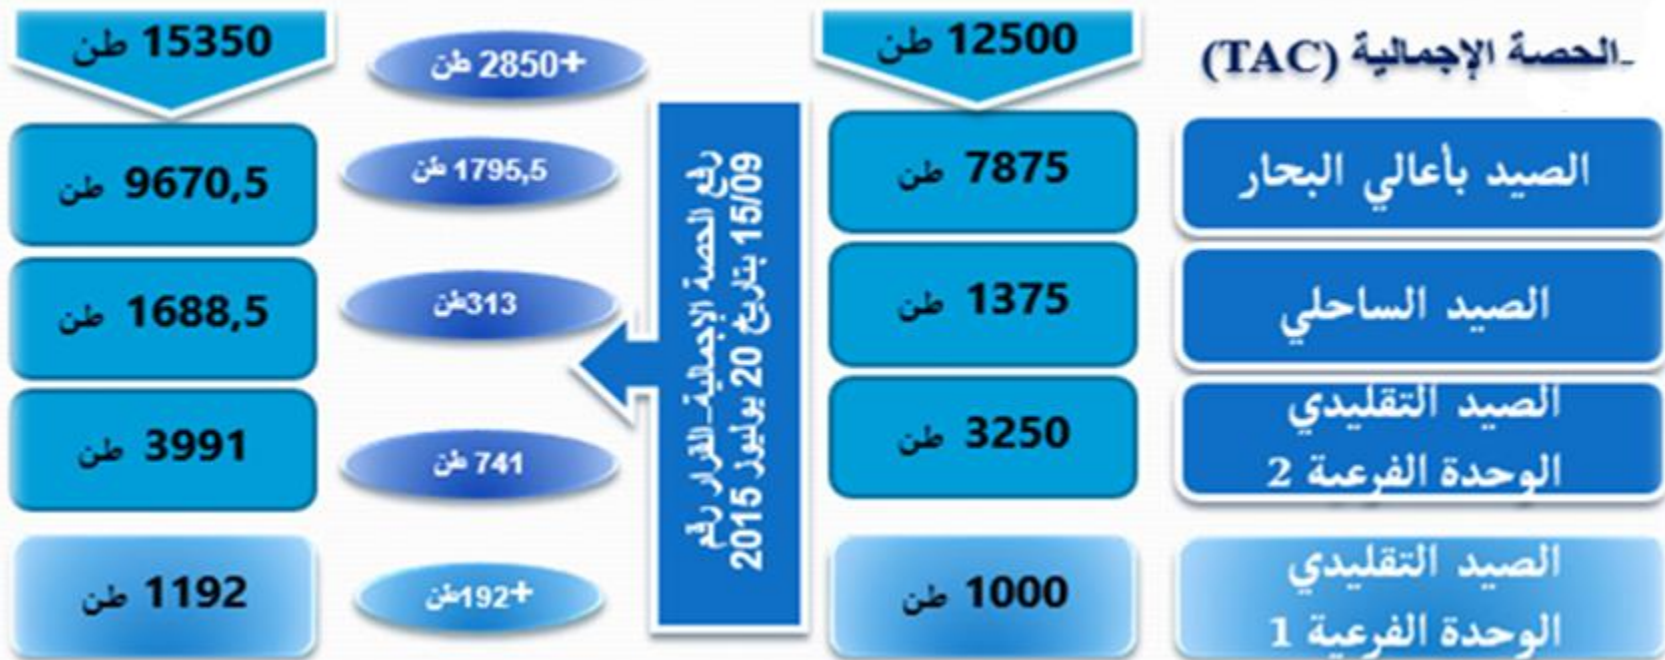 -الحصة الإجمالية (TAC)
12500 طن
+2850 طن
15350 طن
الصيد بأعالي البحار
7875 طن
1795,5 طن
9670,5 طن
الصيد الساحلي
1375 طن
313طن
1688,5 طن
الصيد التقليدي
الوحدة الفرعية 2
3250 طن
741 طن
3991 طن
الصيد التقليدي
الوحدة الفرعية 1
1000 طن
+192طن
1192 طن
رفع الحصة الإجمالية-القرار رقم
15/09 بتاريخ 20 يوليوز 2015